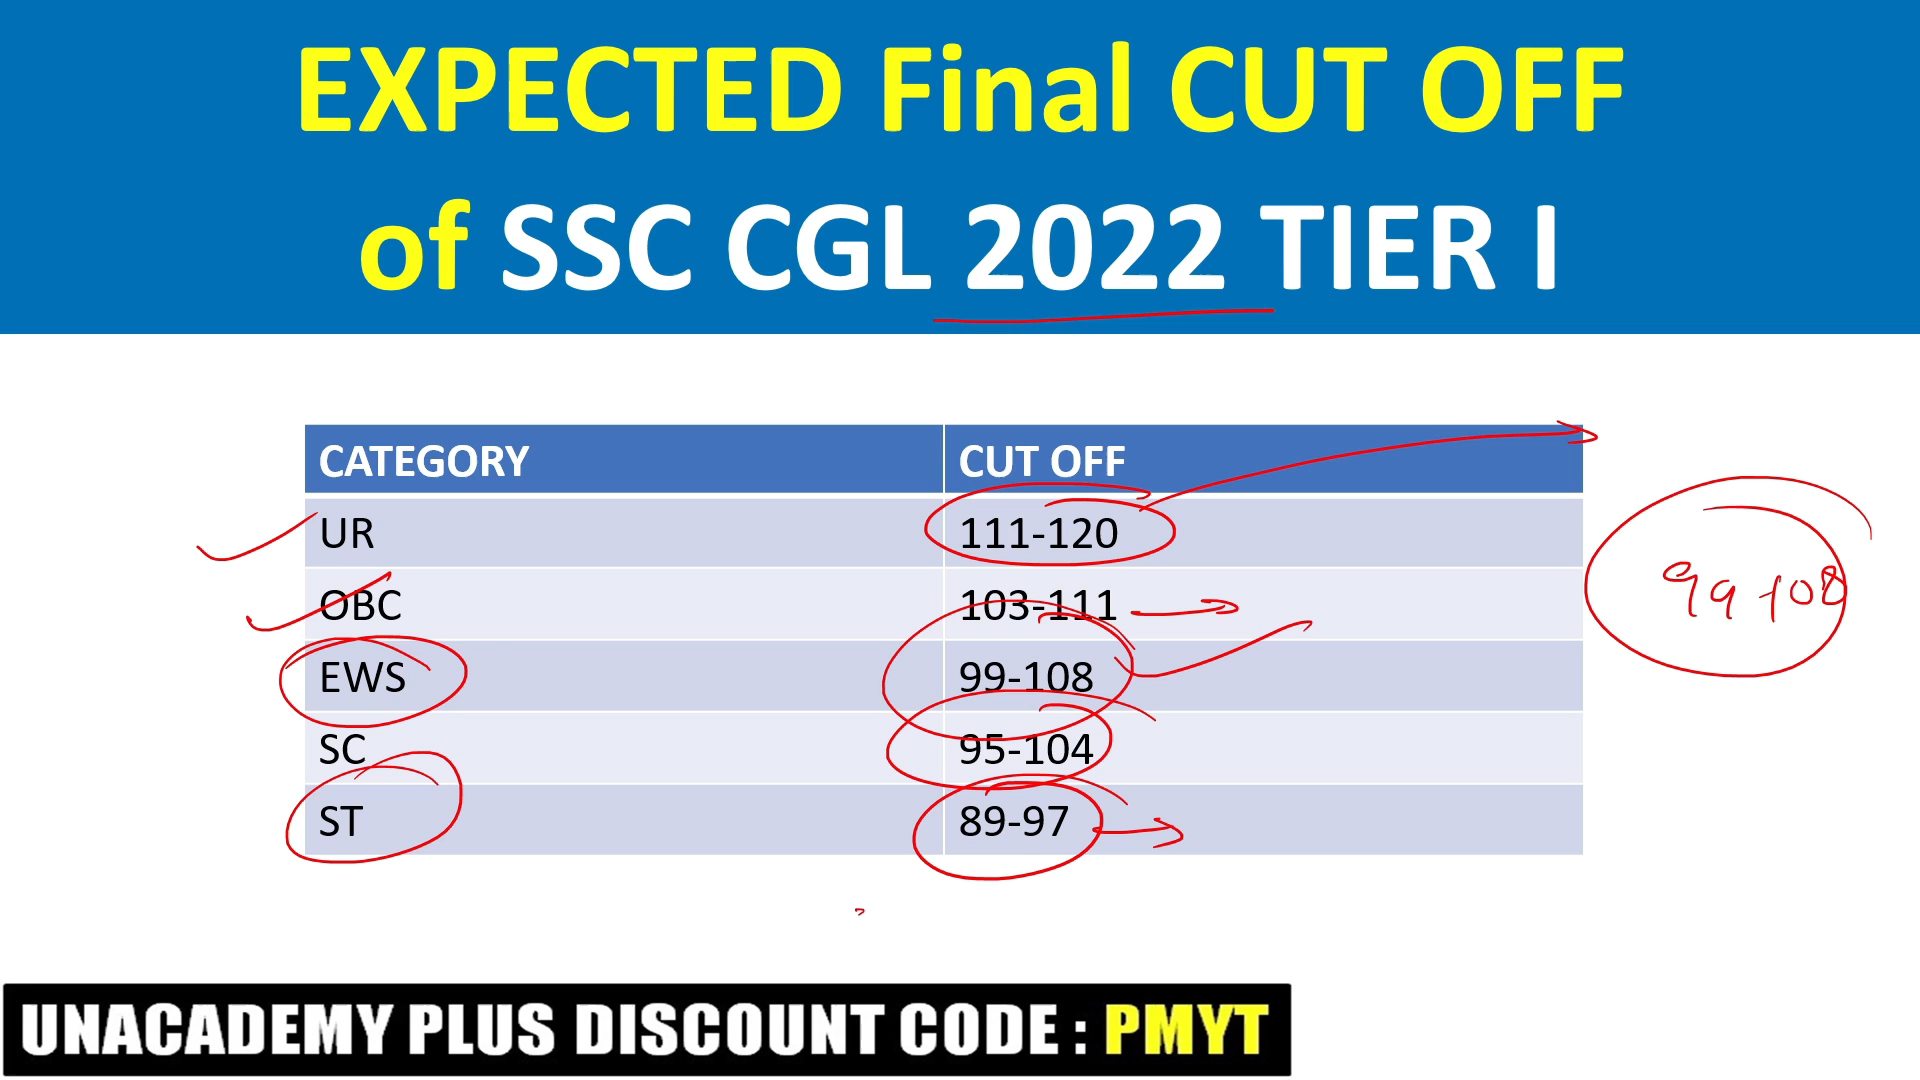 EXPECTED Final CUT OFF
of SSC CGL 2022 TIER I
CATEGORY CUT OFF
UR 111-120
OBC 103-111
EWS 99-108
SC 95-104
ST 89-97
99 108
UNACADEMY PLUS DISCOUNT CODE : PMYT